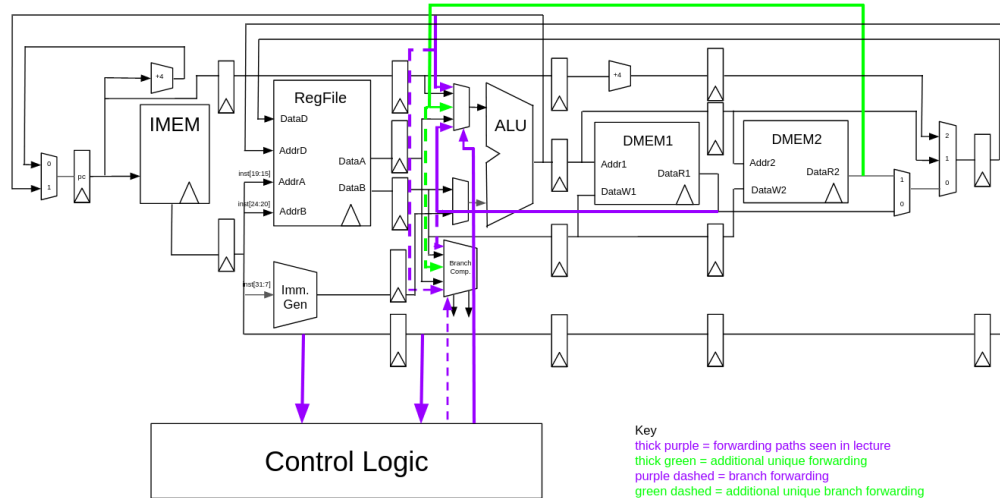 +4
+4
RegFile
IMEM
ALU
DMEM1
DMEM2
DataD
AddrD
DataA
0
1
pc
Addr1
DataR1
Addr2
DataR2
2
1
0
inst[19:15]
AddrA
DataB
DataW1
DataW2
1
0
inst[24:20]
AddrB
Branch
Comp.
inst[31:7]
Imm.
Gen
Control Logic
Key
thick purple = forwarding paths seen in lecture
thick green = additional unique forwarding
purple dashed = branch forwarding
green dashed = additional unique branch forwarding